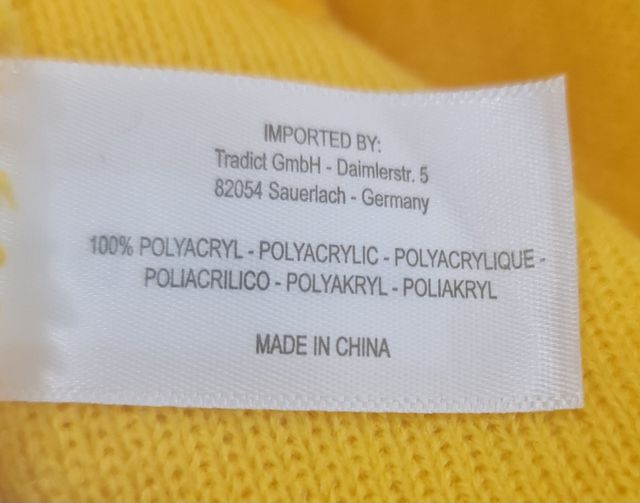 IMPORTED BY:
Tradict GmbH - Daimlerstr. 5
82054 Sauerlach - Germany
100% POLYACRYL - POLYACRYLIC - POLYACRYLIQUE -
POLIACRILICO - POLYAKRYL - POLIAKRYL
MADE IN CHINA